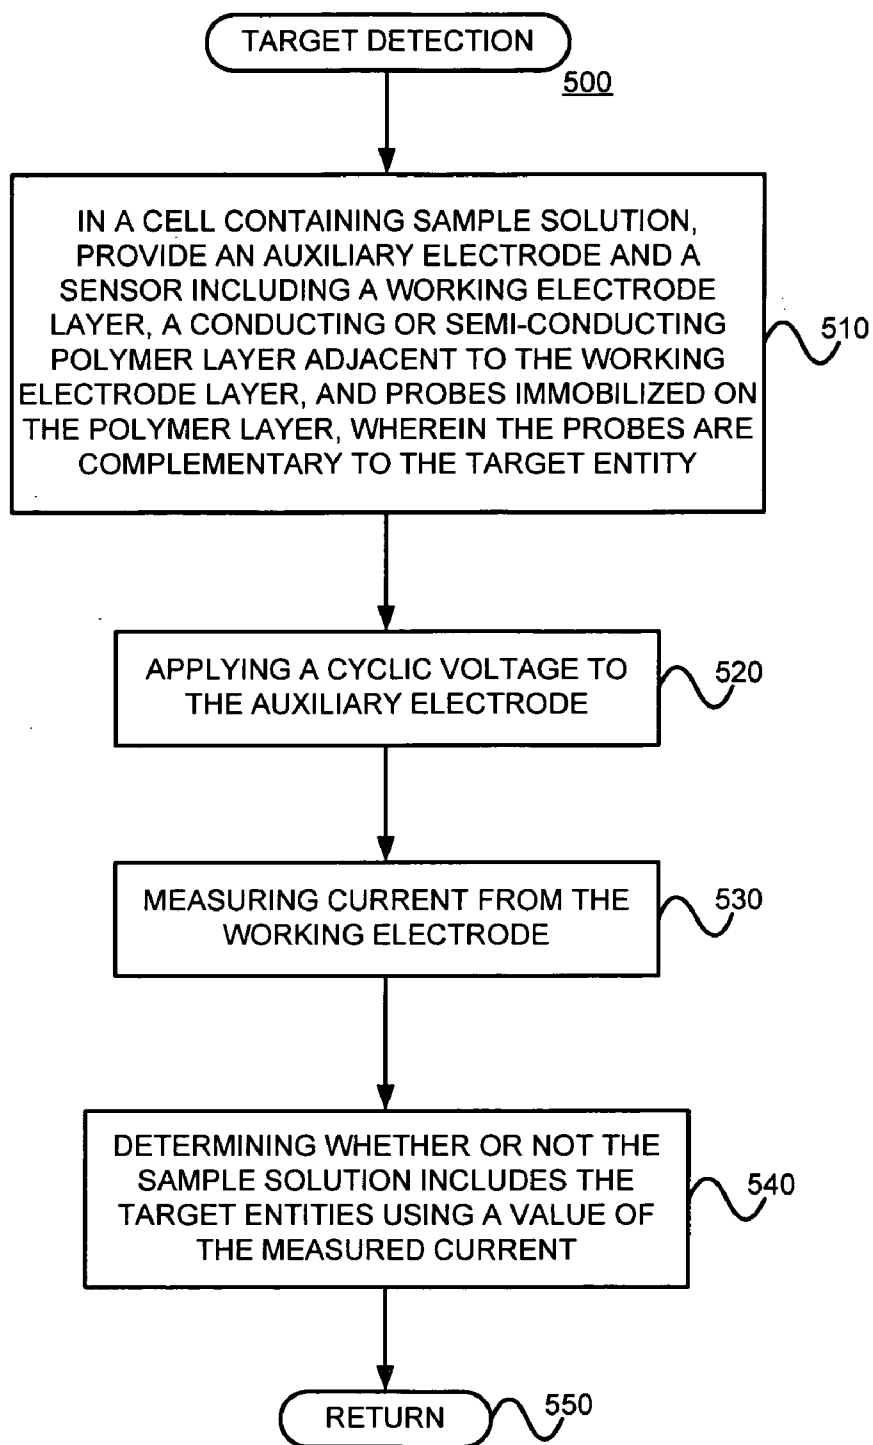 TARGET DETECTION
500
IN A CELL CONTAINING SAMPLE SOLUTION,
PROVIDE AN AUXILIARY ELECTRODE AND A
SENSOR INCLUDING A WORKING ELECTRODE
LAYER, A CONDUCTING OR SEMI-CONDUCTING
POLYMER LAYER ADJACENT TO THE WORKING
ELECTRODE LAYER, AND PROBES IMMOBILIZED ON
THE POLYMER LAYER, WHEREIN THE PROBES ARE
COMPLEMENTARY TO THE TARGET ENTITY
510
APPLYING A CYCLIC VOLTAGE TO
THE AUXILIARY ELECTRODE
520
MEASURING CURRENT FROM THE
WORKING ELECTRODE
530
DETERMINING WHETHER OR NOT THE
SAMPLE SOLUTION INCLUDES THE
TARGET ENTITIES USING A VALUE OF
THE MEASURED CURRENT
540
RETURN
550